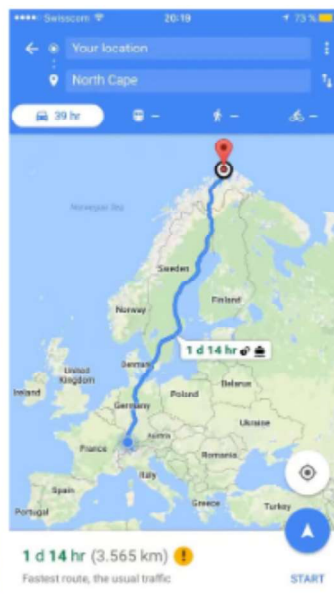 Swisscom 20:19 73 %
Your location
North Cape
39 hr – – –
Norwegian Sea
Sweden
Finland
Norway
1 d 14 hr
Denmark
United Kingdom
Ireland
Belarus
Poland
Germany
Ukraine
France
Austria
Romania
Italy
Spain
Greece
Turkey
Portugal
1 d 14 hr (3.565 km)
Fastest route, the usual traffic
START